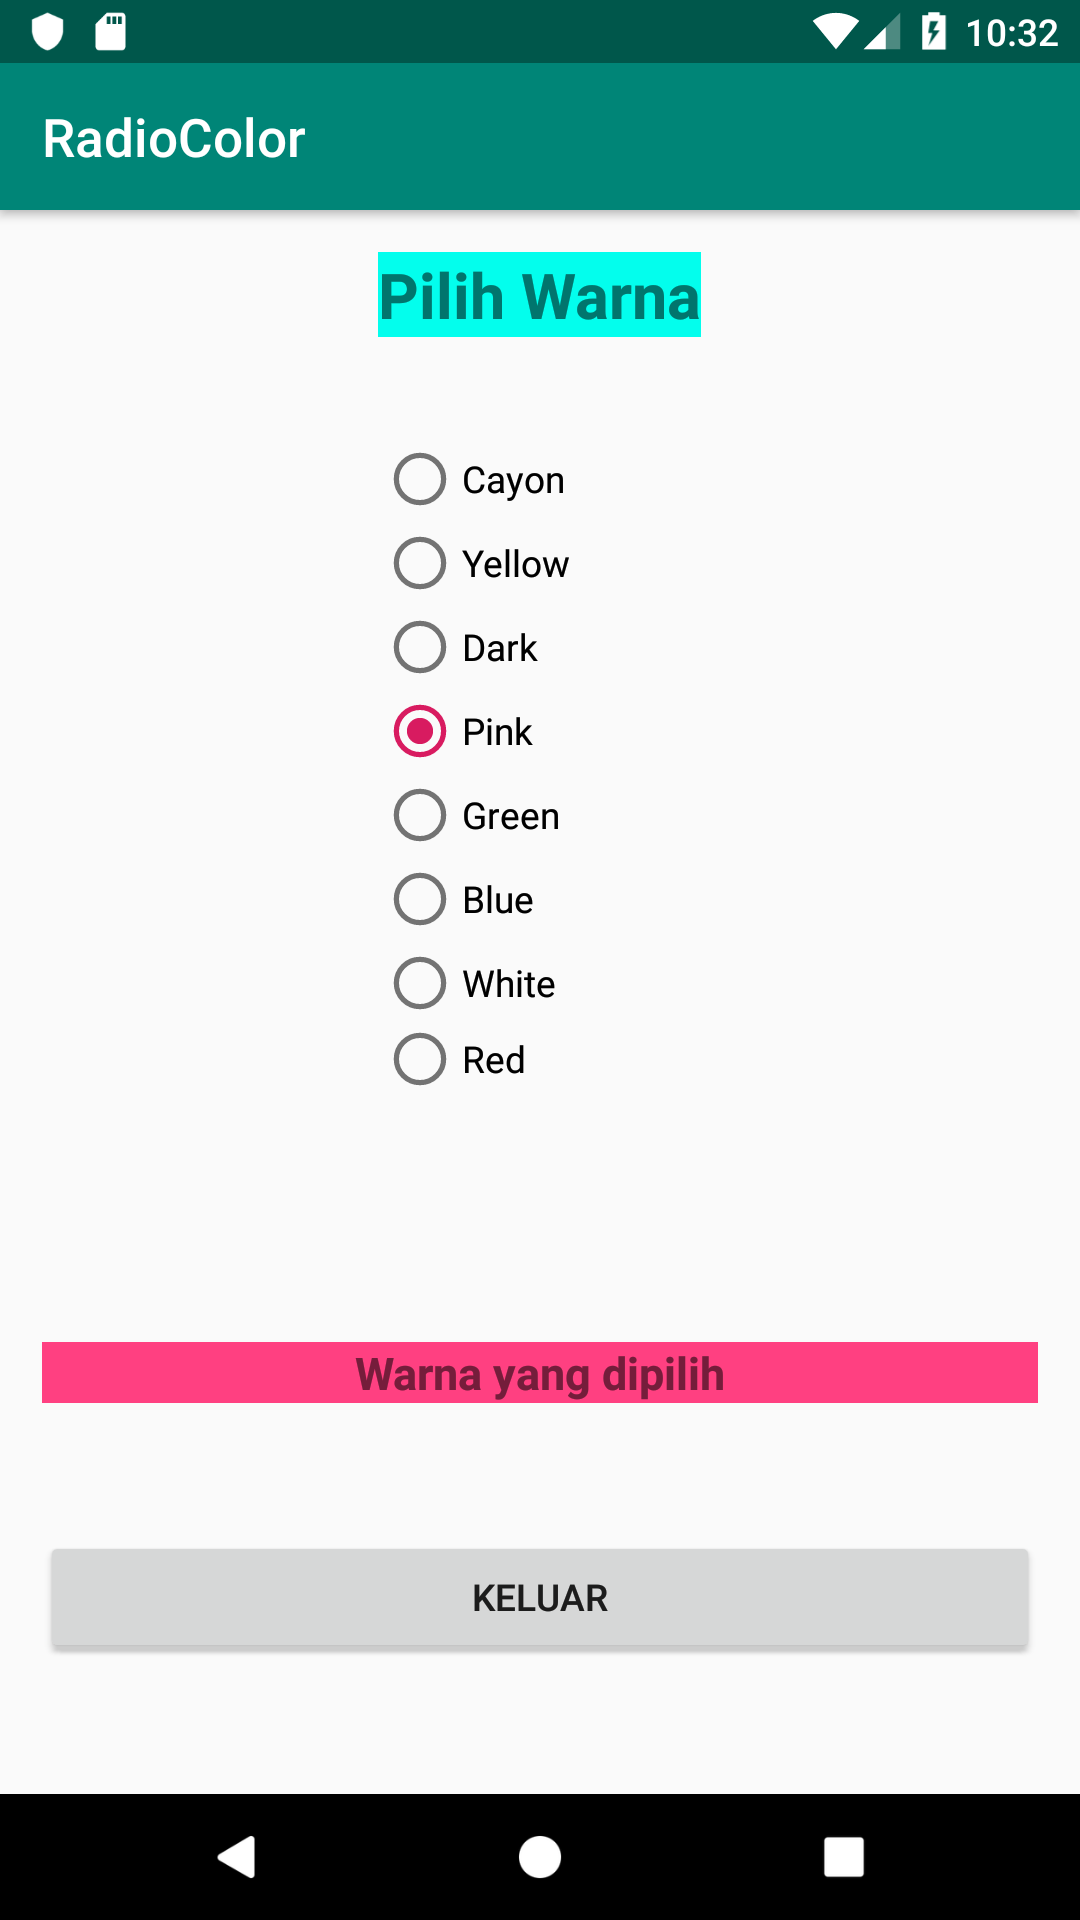 10:32
RadioColor
Pilih Warna
Cayon
Yellow
Dark
Pink
Green
Blue
White
Red
Warna yang dipilih
KELUAR